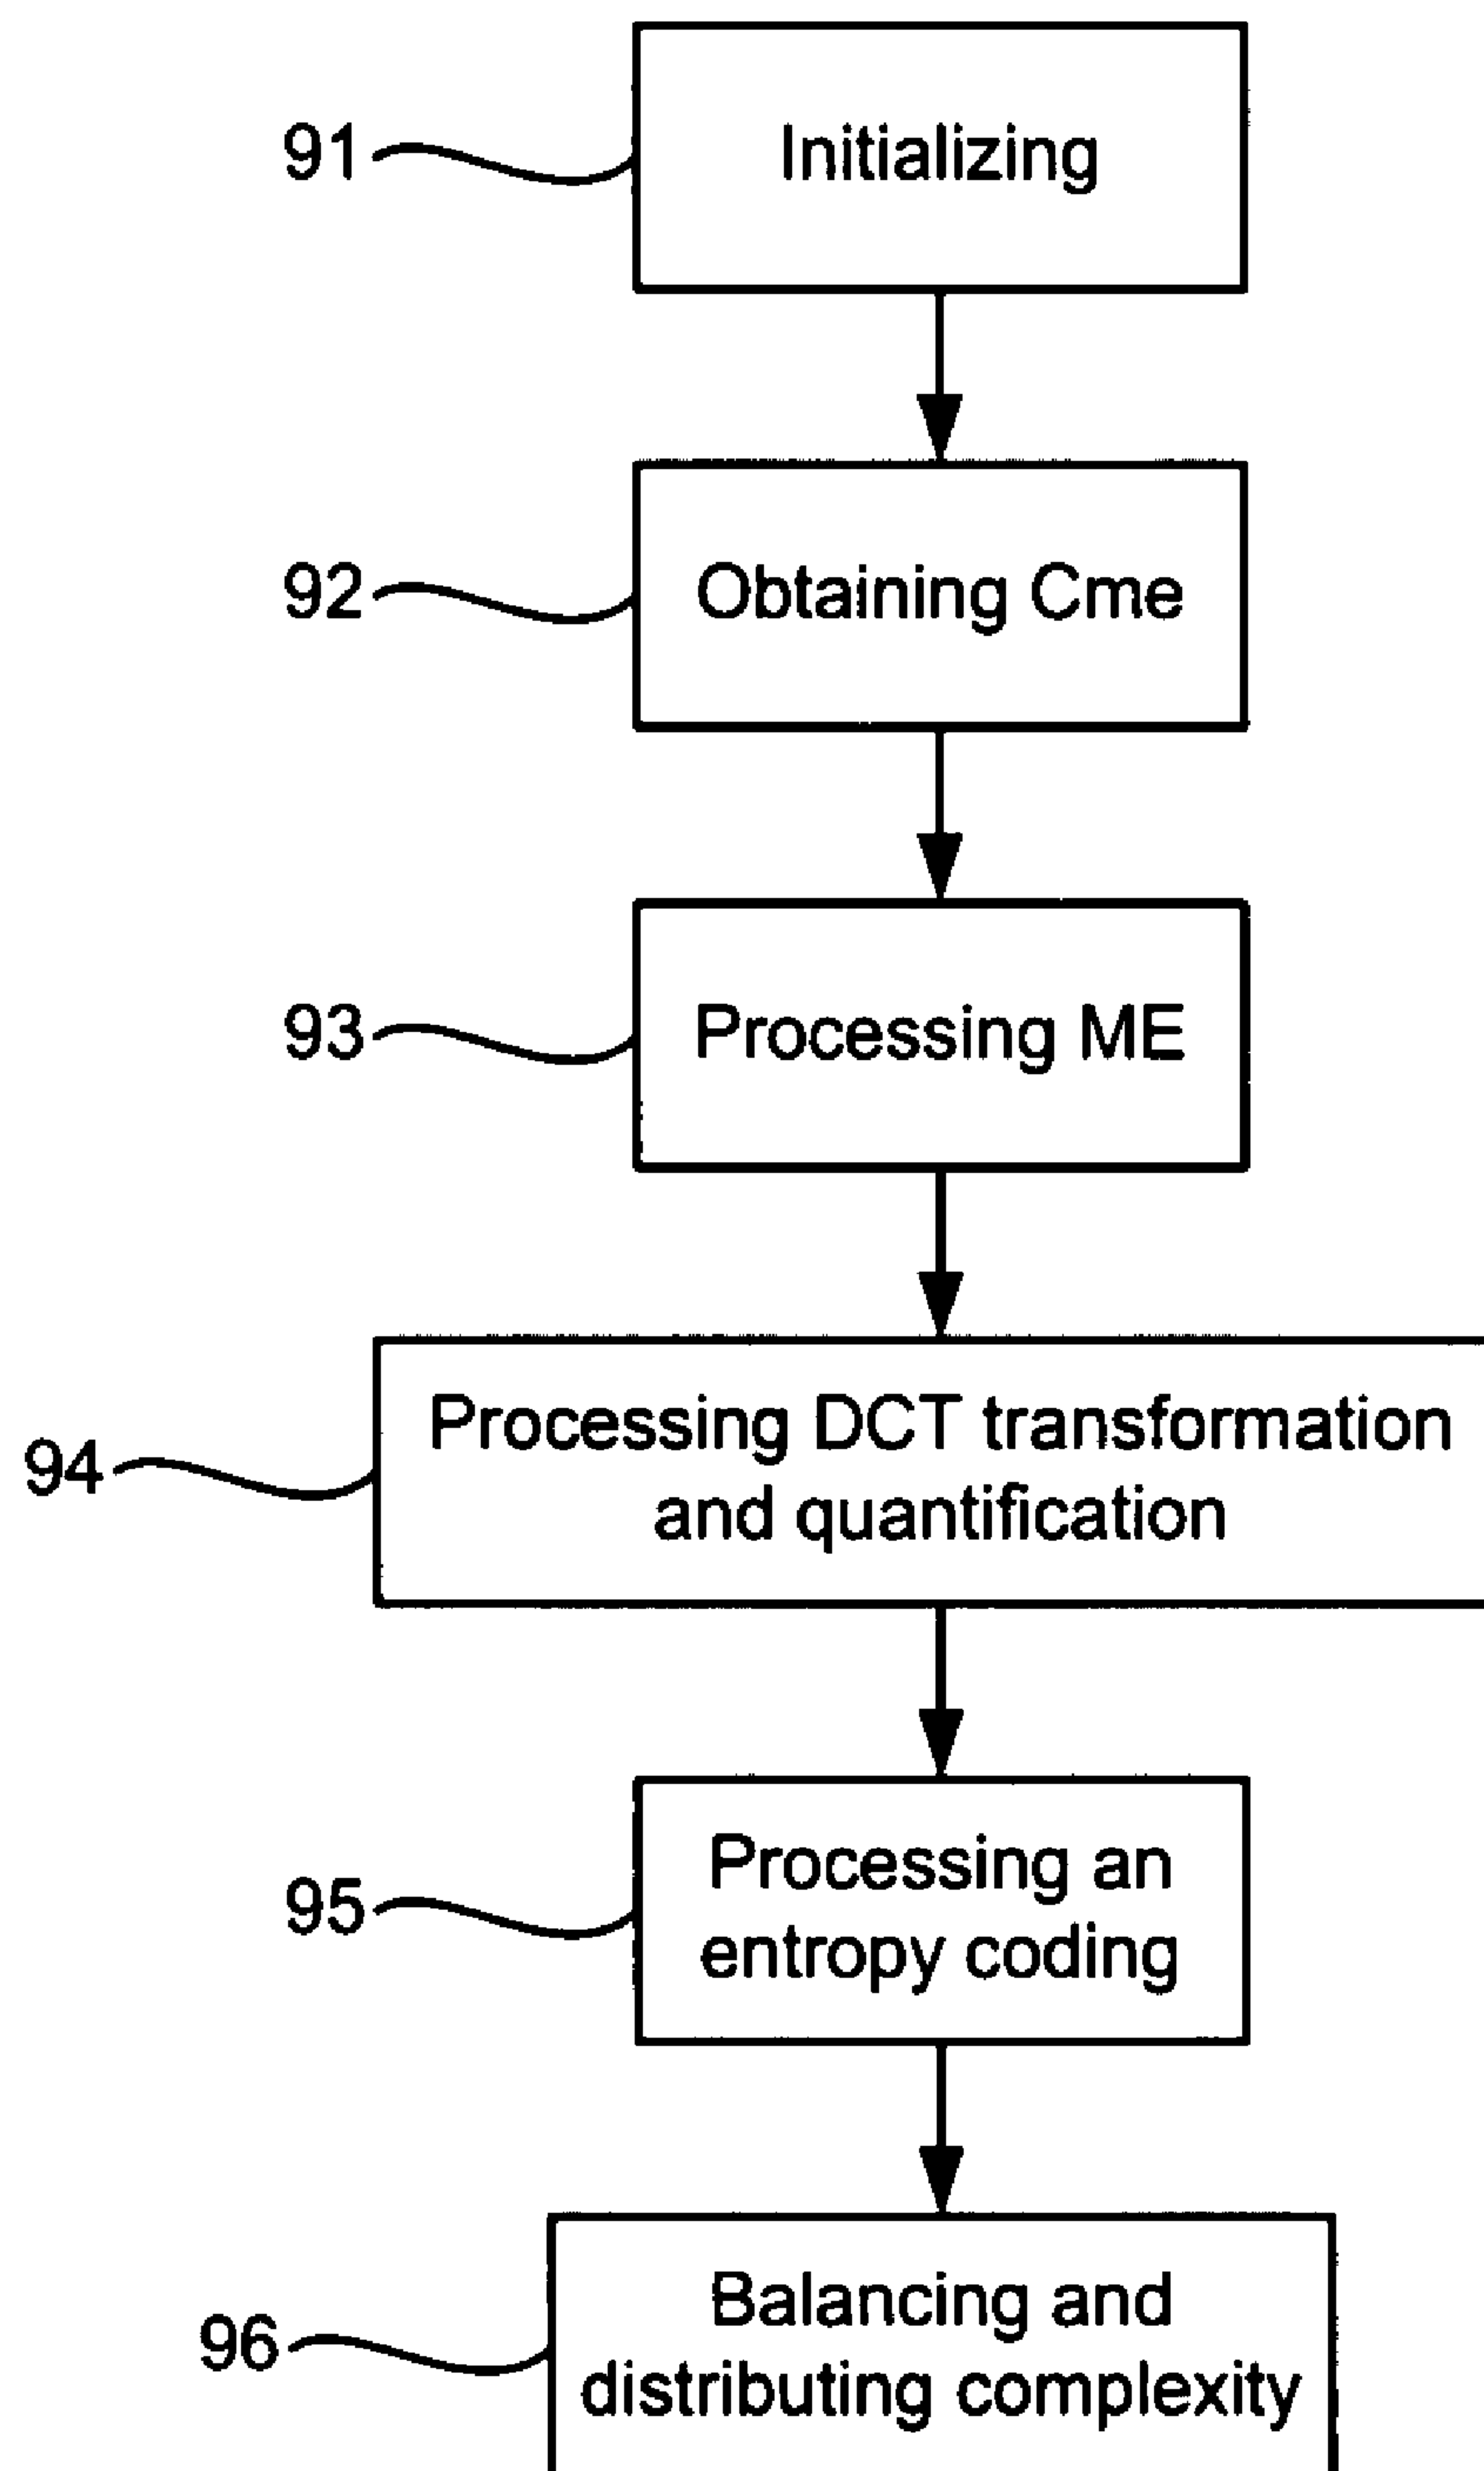 91
Initializing
92
Obtaining Cme
93
Processing ME
94
Processing DCT transformation
and quantification
95
Processing an
entropy coding
96
Balancing and
distributing complexity